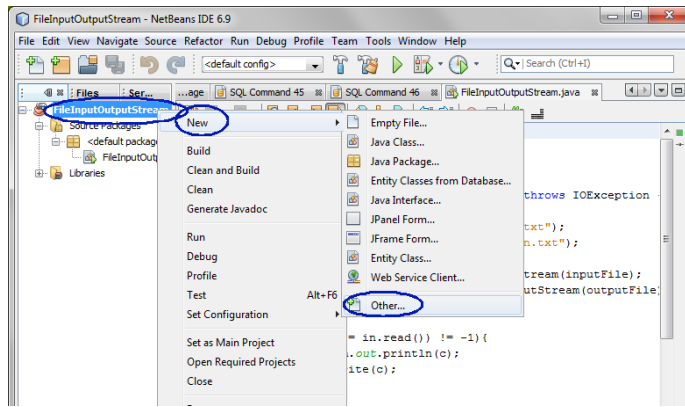 FileInputOutputStream - NetBeans IDE 6.9
File Edit View Navigate Source Refactor Run Debug Profile Team Tools Window Help
<default config>
Search (Ctrl+I)
Files Ser... ...age SQL Command 45 SQL Command 46 FileInputOutputStream.java
FileInputOutputStream
Source Packages
<default package
FileInputOutp
Libraries
New
Build
Clean and Build
Clean
Generate Javadoc
Run
Debug
Profile
Test Alt+F6
Set Configuration
Set as Main Project
Open Required Projects
Close
Empty File...
Java Class...
Java Package...
Entity Classes from Database...
Java Interface...
JPanel Form...
JFrame Form...
Entity Class...
Web Service Client...
Other...
throws IOException
txt");
n.txt");
tream(inputFile);
utStream(outputFile
= in.read()) != -1){
.out.println(c);
ite(c);